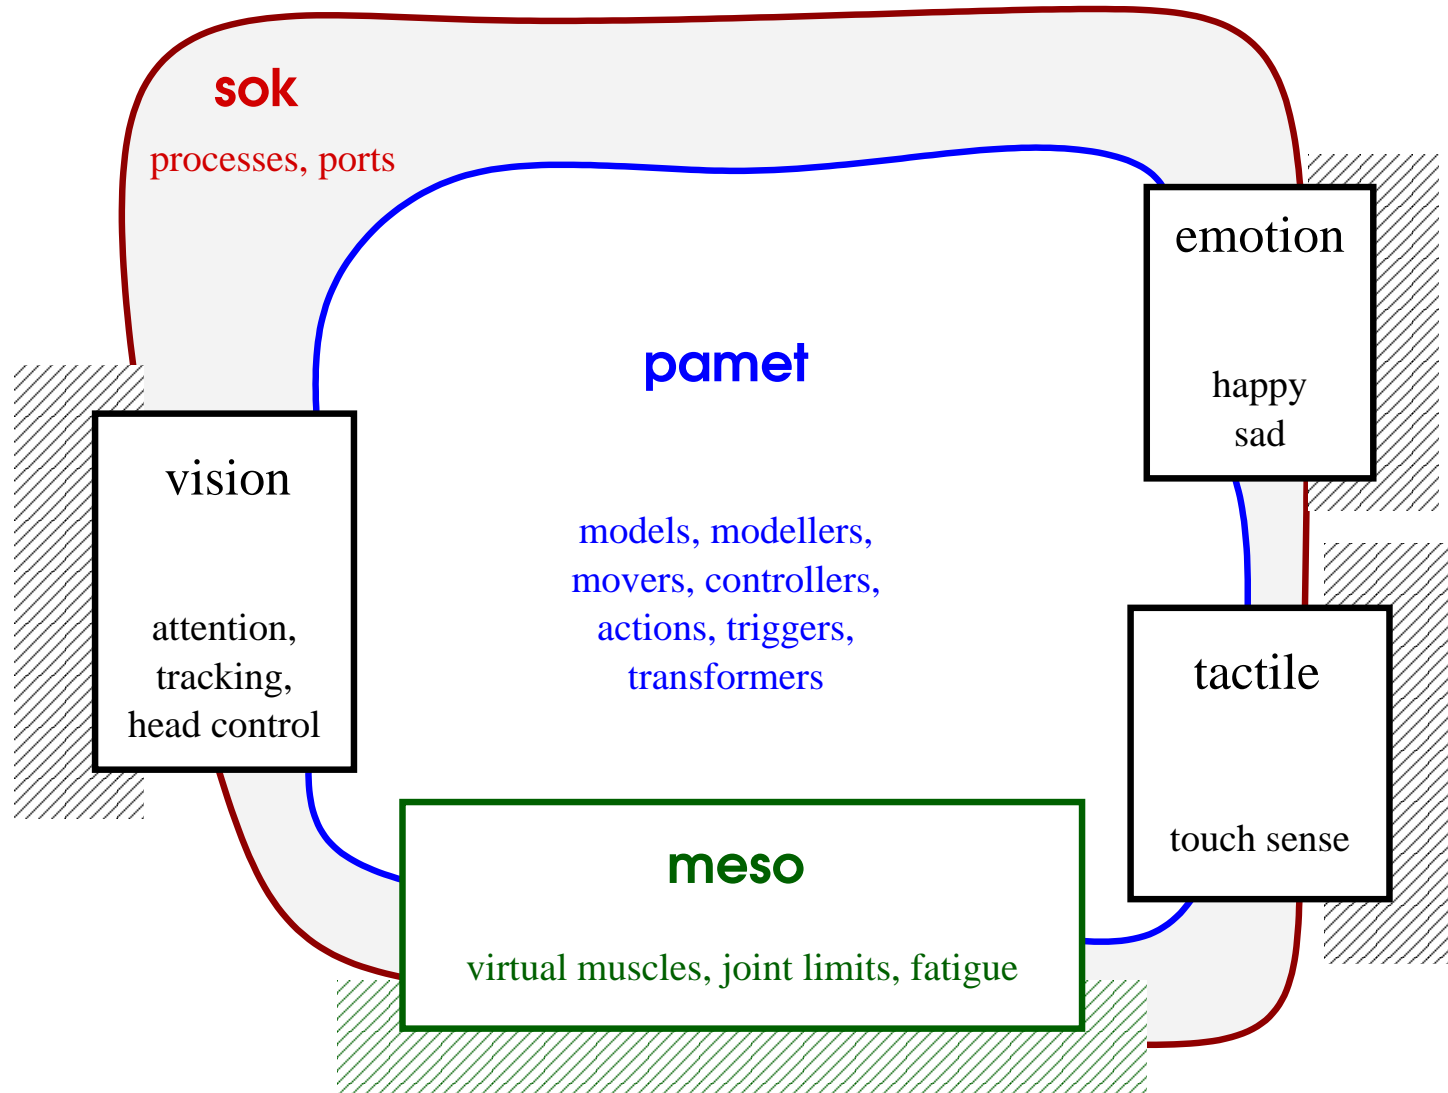 sok
processes, ports
emotion
happy
sad
pamet
vision
attention,
tracking,
head control
models, modellers,
movers, controllers,
actions, triggers,
transformers
tactile
touch sense
meso
virtual muscles, joint limits, fatigue